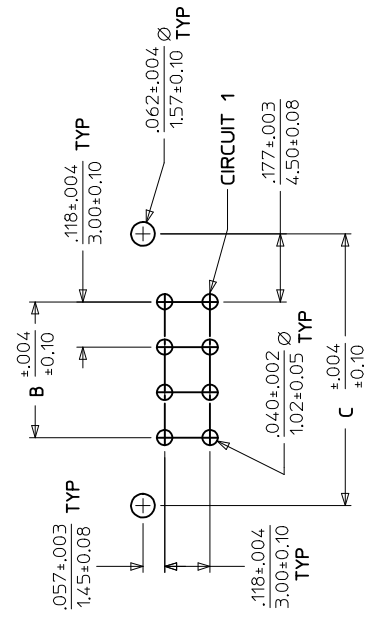 .062±.004 Ø
1.57±0.10 TYP
.118±.004 TYP
3.00±0.10
CIRCUIT 1
.177±.003
4.50±0.08
B ±.004
±0.10
.040±.002 Ø
1.02±0.05 TYP
C ±.004
±0.10
.057±.003 TYP
1.45±0.08
.118±.004
3.00±0.10
TYP